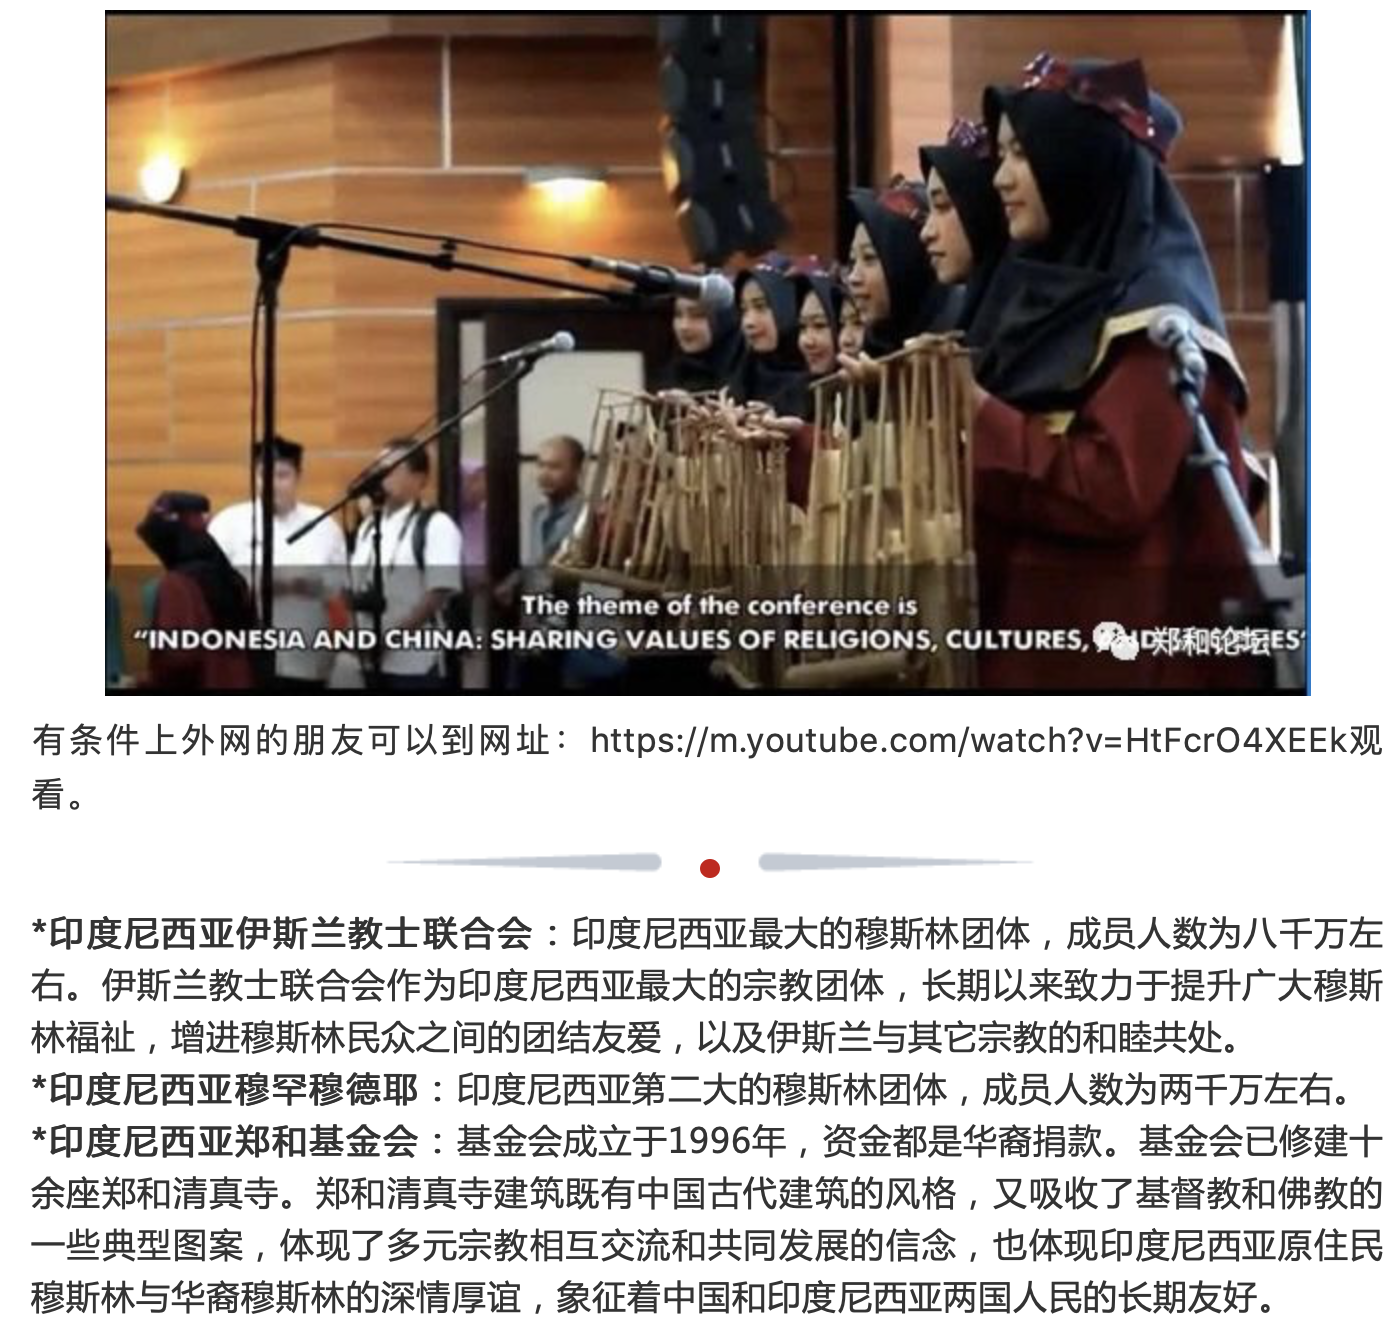 The theme of the conference is
“INDONESIA AND CHINA: SHARING VALUES OF RELIGIONS, CULTURES,
郑和论坛
有条件上外网的朋友可以到网址：https://m.youtube.com/watch?v=HtFcrO4XEEk观
看。
*印度尼西亚伊斯兰教士联合会：印度尼西亚最大的穆斯林团体，成员人数为八千万左
右。伊斯兰教士联合会作为印度尼西亚最大的宗教团体，长期以来致力于提升广大穆斯
林福祉，增进穆斯林民众之间的团结友爱，以及伊斯兰与其它宗教的和睦共处。
*印度尼西亚穆罕穆德耶：印度尼西亚第二大的穆斯林团体，成员人数为两千万左右。
*印度尼西亚郑和基金会：基金会成立于1996年，资金都是华裔捐款。基金会已修建十
余座郑和清真寺。郑和清真寺建筑既有中国古代建筑的风格，又吸收了基督教和佛教的
一些典型图案，体现了多元宗教相互交流和共同发展的信念，也体现印度尼西亚原住民
穆斯林与华裔穆斯林的深情厚谊，象征着中国和印度尼西亚两国人民的长期友好。